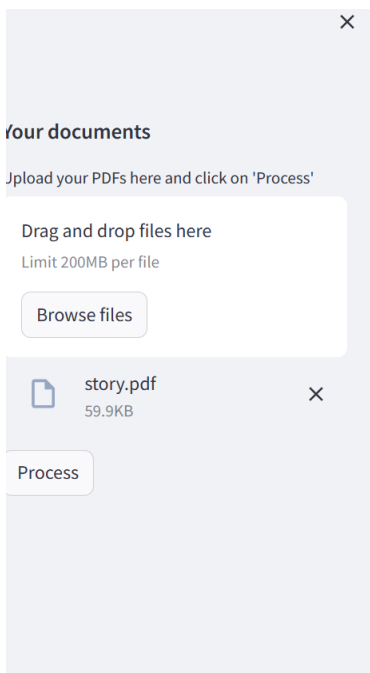 Your documents
Upload your PDFs here and click on 'Process'
Drag and drop files here
Limit 200MB per file
Browse files
story.pdf
59.9KB
Process